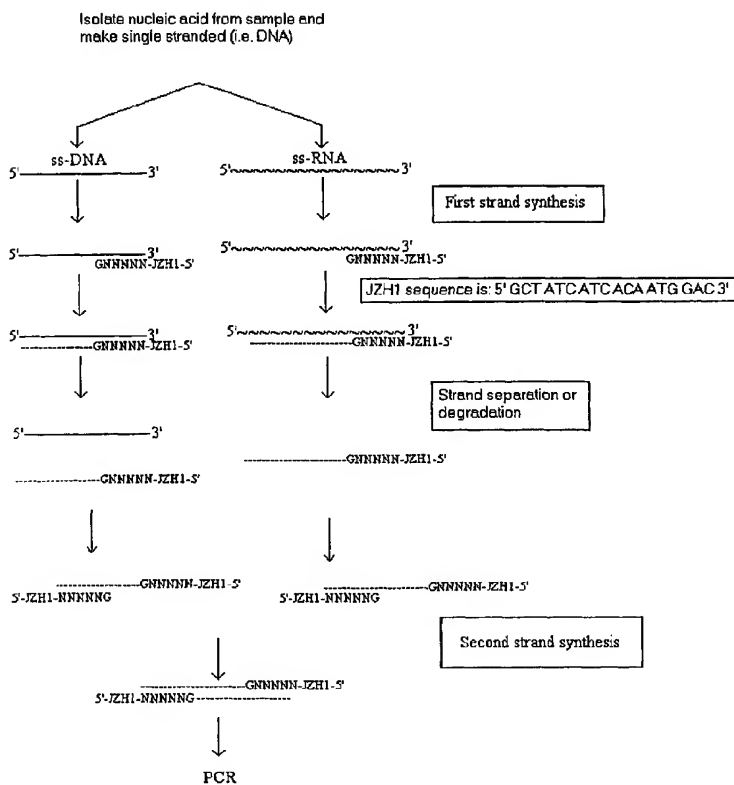 Isolate nucleic acid from sample and
make single stranded (i.e. DNA)
ss-DNA
ss-RNA
5' 3'
5' 3'
First strand synthesis
5' 3'
GNNNNN-JZH1-5'
5' 3'
GNNNNN-JZH1-5'
JZH1 sequence is: 5' GCT ATC ATC ACA ATG GAC 3'
5' 3'
GNNNNN-JZH1-5'
5' 3'
GNNNNN-JZH1-5'
Strand separation or
degradation
5' 3'
GNNNNN-JZH1-5'
GNNNNN-JZH1-5'
GNNNNN-JZH1-5'
5'-JZH1-NNNNNG
GNNNNN-JZH1-5'
5'-JZH1-NNNNNG
Second strand synthesis
GNNNNN-JZH1-5'
5'-JZH1-NNNNNG
PCR